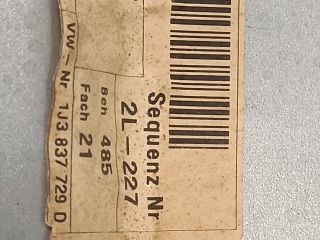 Sequenz Nr
2L-227
Beh 485
Fach 21
VW-Nr 1J3 837 729 D